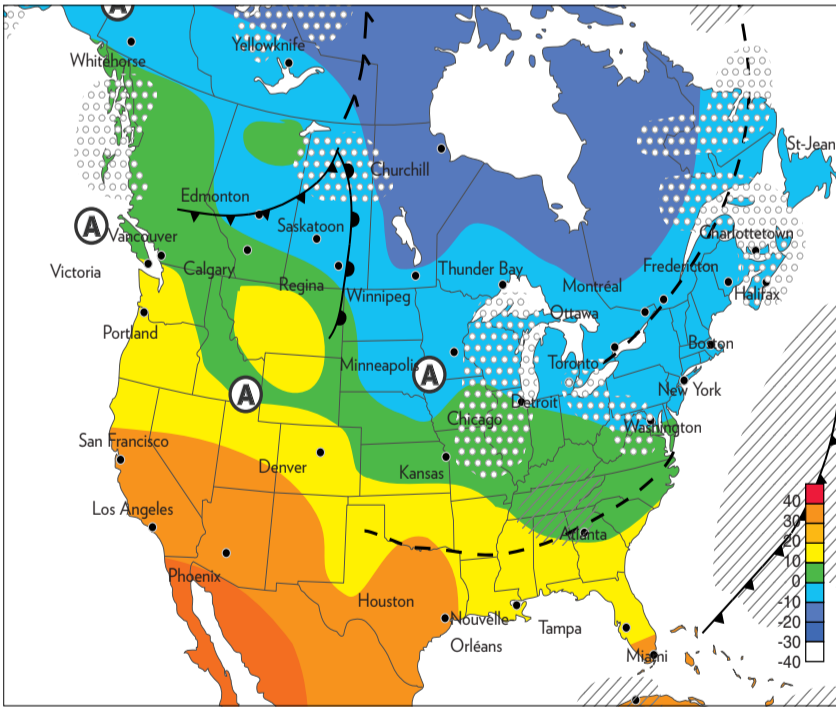 A
Yellowknife
Whitehorse
St-Jean
Churchill
Edmonton
A
Saskatoon
Vancouver
Charlottetown
Victoria
Calgary
Thunder Bay
Fredericton
Regina
Winnipeg
Montréal
Halifax
Ottawa
Portland
Boston
Minneapolis
A
Toronto
A
New York
Detroit
Chicago
Washington
San Francisco
Denver
Kansas
Los Angeles
Atlanta
Phoenix
Houston
Nouvelle
Orléans
Tampa
Miami
40
30
20
10
0
-10
-20
-30
-40